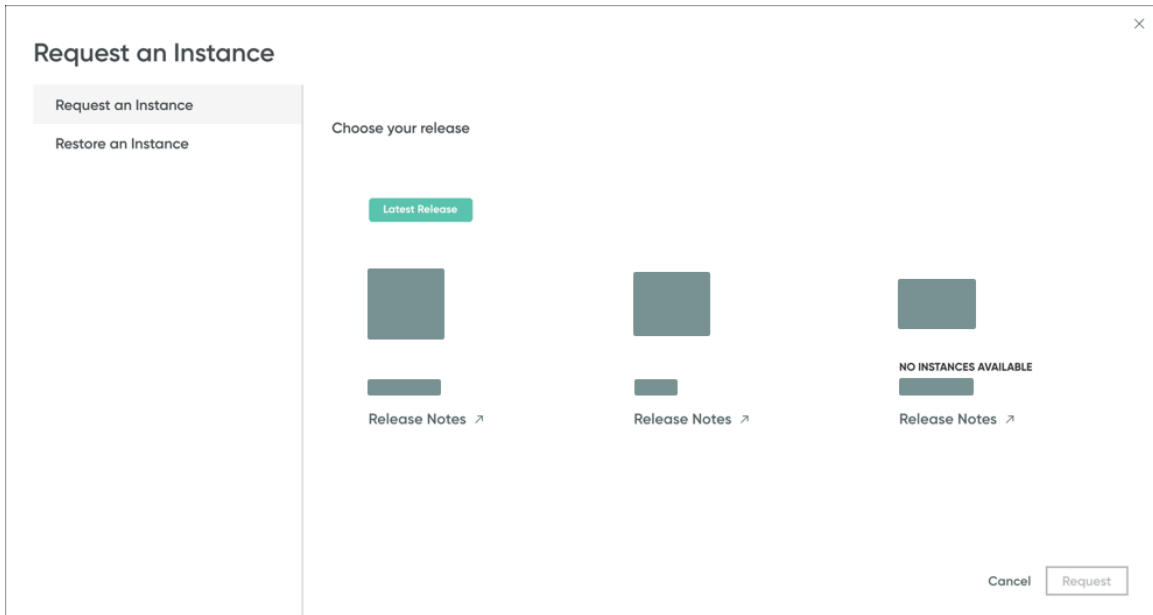 Request an Instance
Request an Instance
Restore an Instance
Choose your release
Latest Release
NO INSTANCES AVAILABLE
Release Notes ↗
Release Notes ↗
Release Notes ↗
Cancel
Request